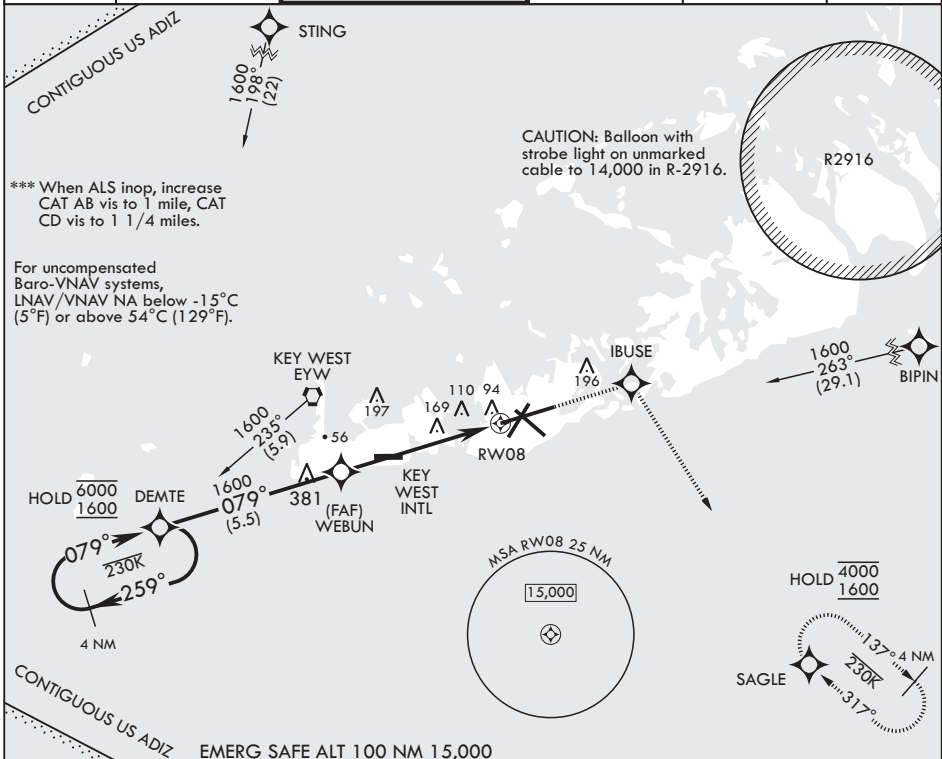 CONTIGUOUS US ADIZ
STING
1600
198°
(22)
CAUTION: Balloon with
strobe light on unmarked
cable to 14,000 in R-2916.
R2916
*** When ALS inop, increase
CAT AB vis to 1 mile, CAT
CD vis to 1 1/4 miles.
For uncompensated
Baro-VNAV systems,
LNAV/VNAV NA below -15°C
(5°F) or above 54°C (129°F).
KEY WEST
EYW
IBUSE
1600
263°
(29.1)
BIPIN
197
169
110
94
196
1600
235°
(5.9)
56
RW08
HOLD 6000
1600
DEMTE
1600
079°
(5.5)
381
(FAF)
WEBUN
KEY
WEST
INTL
079°
230K
259°
4 NM
MSA RW08 25 NM
15,000
HOLD 4000
1600
SAGLE
137°
4 NM
230K
317°
CONTIGUOUS US ADIZ
EMERG SAFE ALT 100 NM 15,000